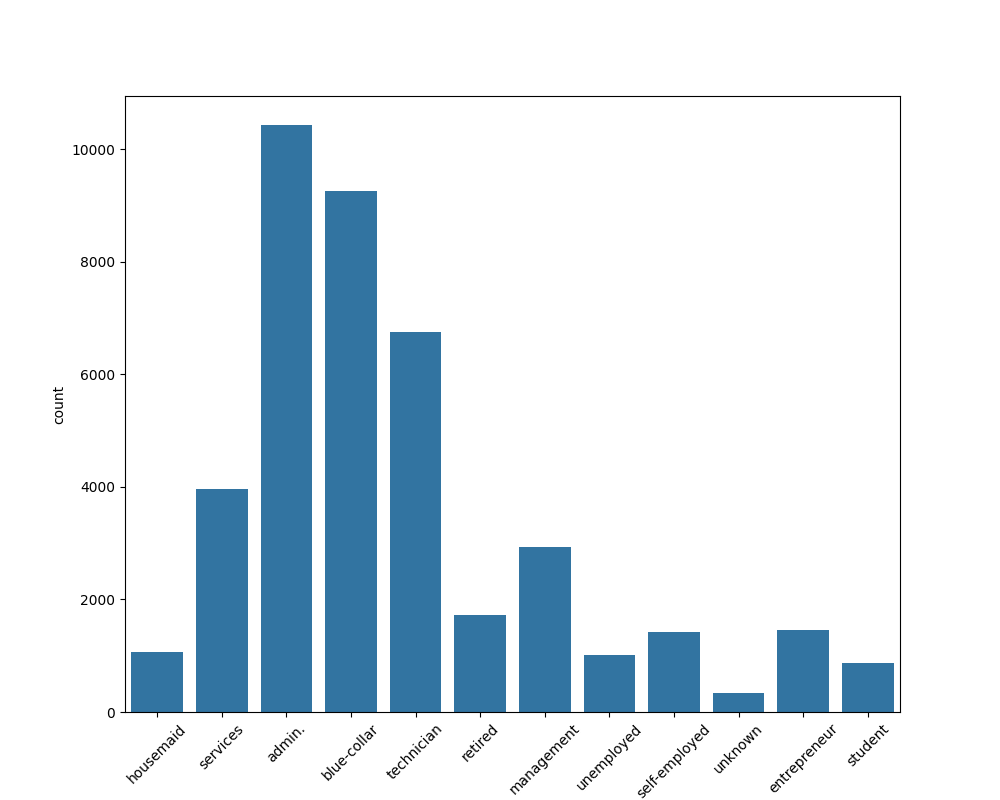 10000
8000
6000
4000
2000
0
count
housemaid
services
admin.
blue-collar
technician
retired
management
unemployed
self-employed
unknown
entrepreneur
student